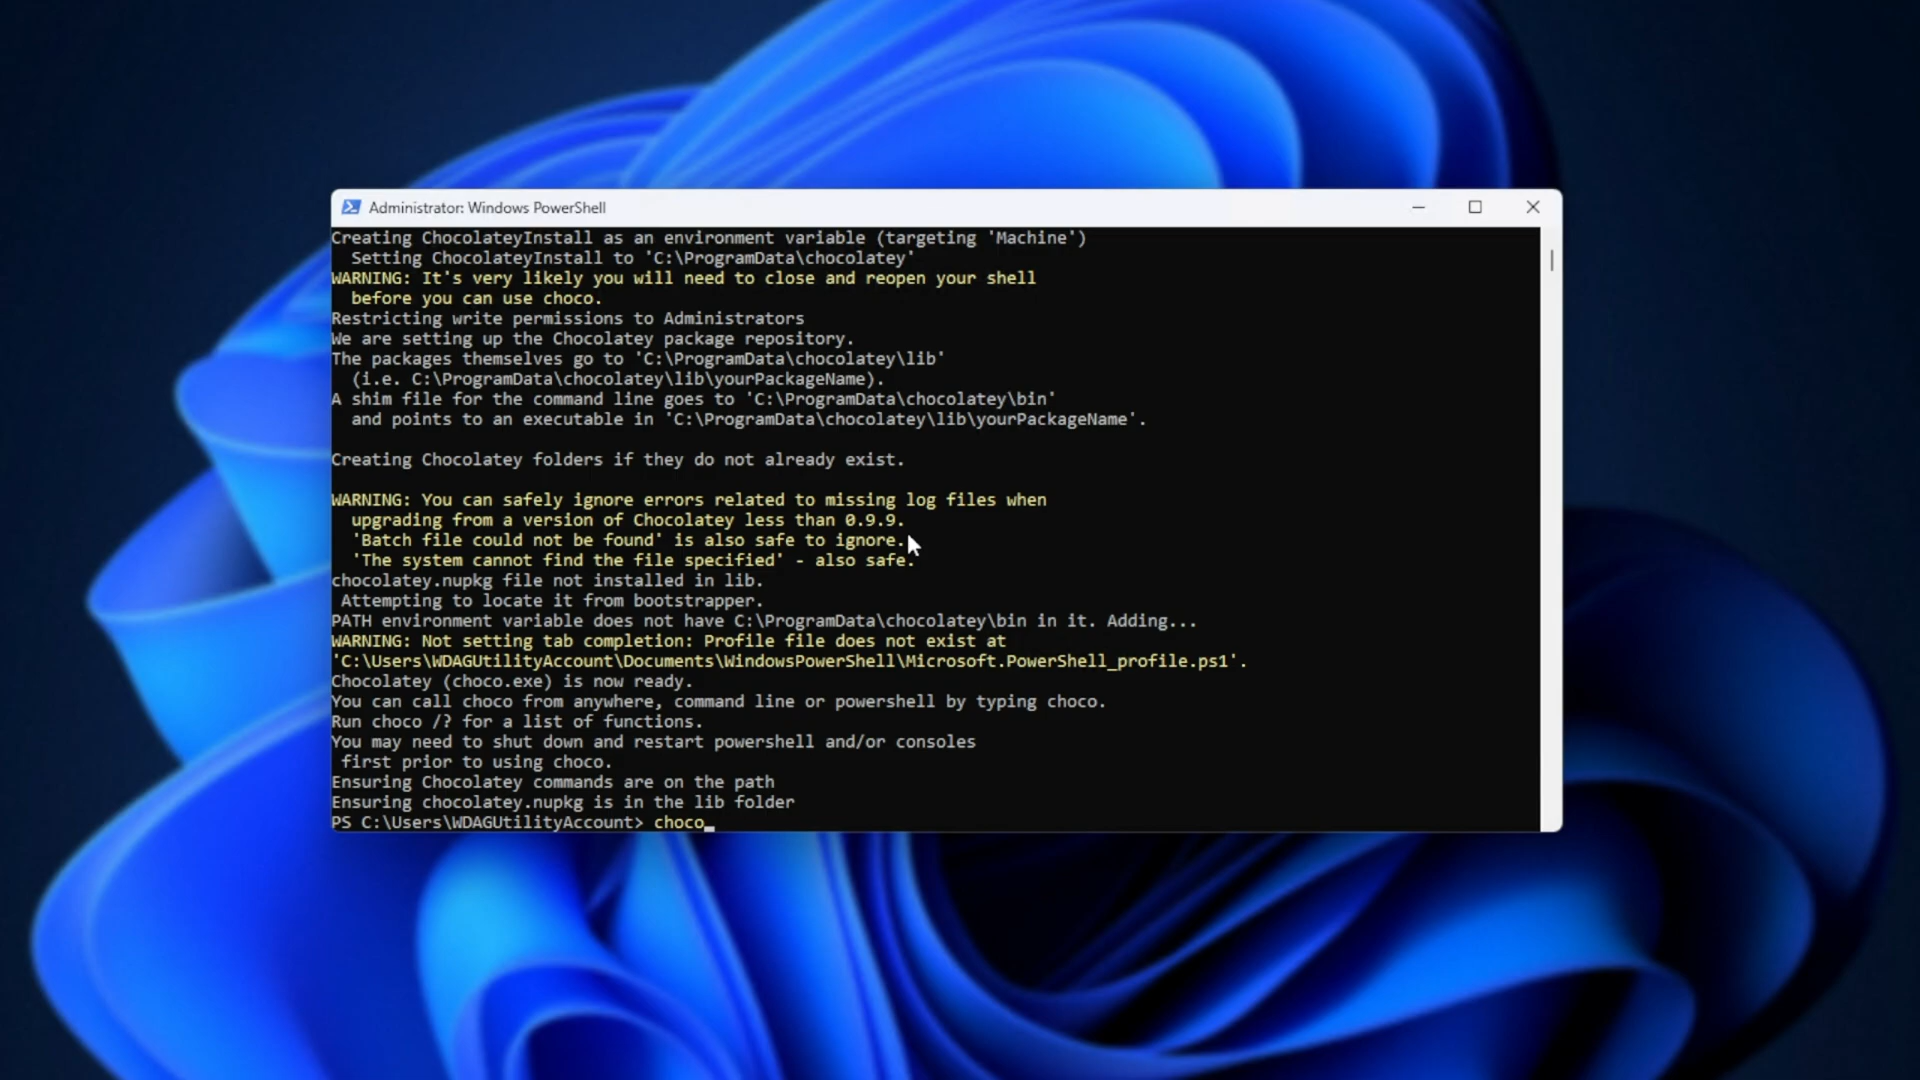 Administrator: Windows PowerShell
Creating ChocolateyInstall as an environment variable (targeting 'Machine')
  Setting ChocolateyInstall to 'C:\ProgramData\chocolatey'
WARNING: It's very likely you will need to close and reopen your shell
  before you can use choco.
Restricting write permissions to Administrators
We are setting up the Chocolatey package repository.
The packages themselves go to 'C:\ProgramData\chocolatey\lib'
  (i.e. C:\ProgramData\chocolatey\lib\yourPackageName).
A shim file for the command line goes to 'C:\ProgramData\chocolatey\bin'
  and points to an executable in 'C:\ProgramData\chocolatey\lib\yourPackageName'.
Creating Chocolatey folders if they do not already exist.
WARNING: You can safely ignore errors related to missing log files when
  upgrading from a version of Chocolatey less than 0.9.9.
  'Batch file could not be found' is also safe to ignore.
  'The system cannot find the file specified' - also safe.
chocolatey.nupkg file not installed in lib.
 Attempting to locate it from bootstrapper.
PATH environment variable does not have C:\ProgramData\chocolatey\bin in it. Adding...
WARNING: Not setting tab completion: Profile file does not exist at
'C:\Users\WDAGUtilityAccount\Documents\WindowsPowerShell\Microsoft.PowerShell_profile.ps1'.
Chocolatey (choco.exe) is now ready.
You can call choco from anywhere, command line or powershell by typing choco.
Run choco /? for a list of functions.
You may need to shut down and restart powershell and/or consoles
 first prior to using choco.
Ensuring Chocolatey commands are on the path
Ensuring chocolatey.nupkg is in the lib folder
PS C:\Users\WDAGUtilityAccount> choco